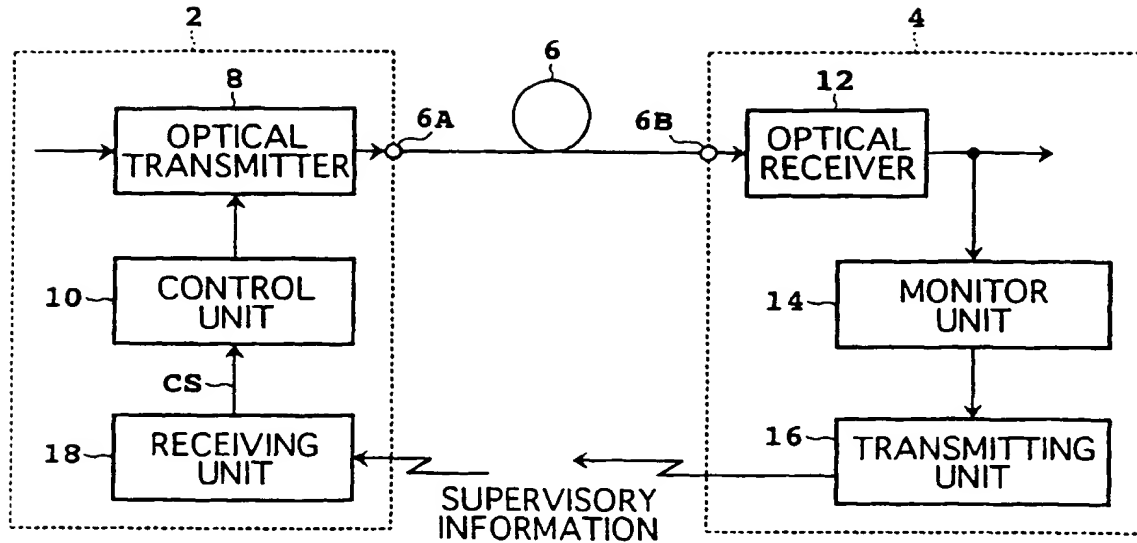 2
4
8
OPTICAL
TRANSMITTER
6A
6
6B
12
OPTICAL
RECEIVER
10
CONTROL
UNIT
14
MONITOR
UNIT
CS
18
RECEIVING
UNIT
16
TRANSMITTING
UNIT
SUPERVISORY
INFORMATION